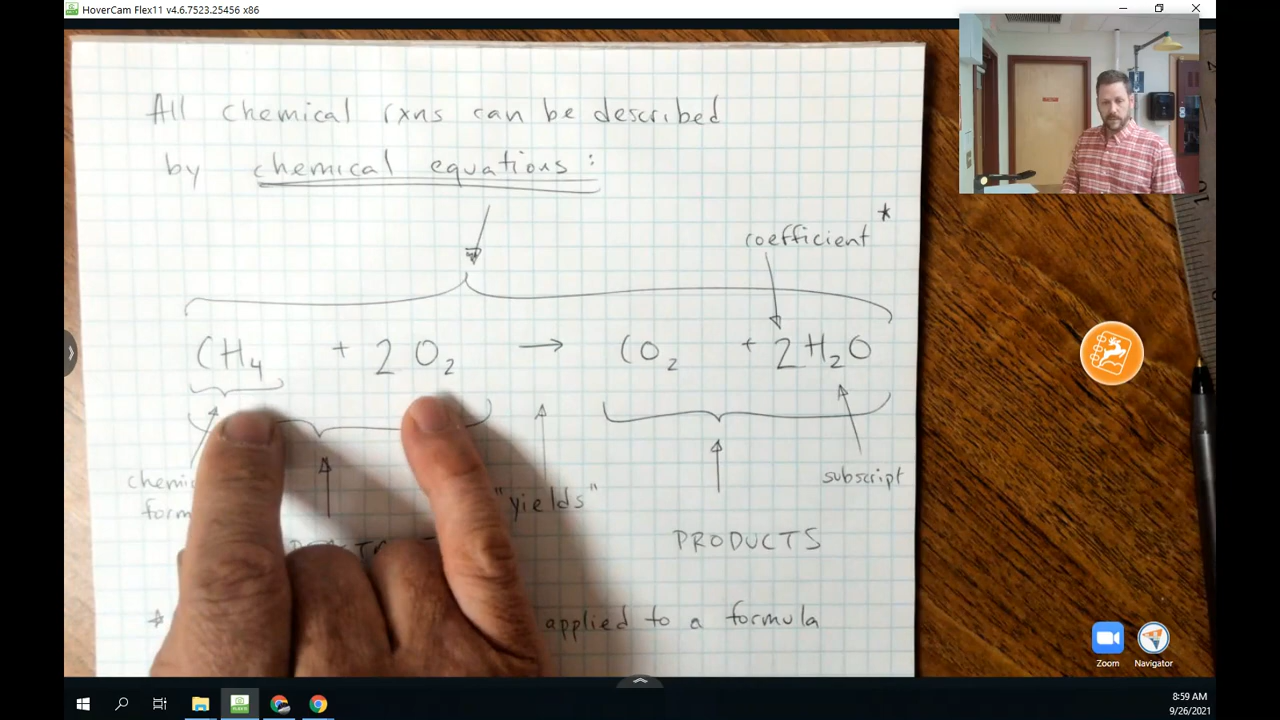 HoverCam Flex11 v4.6.7523.25456 x86
All chemical rxns can be described
by chemical equations:
coefficient *
CH4 + 2 O2 → CO2 + 2 H2O
subscript
"yields"
PRODUCTS
* applied to a formula
Zoom Navigator
8:59 AM
9/26/2021